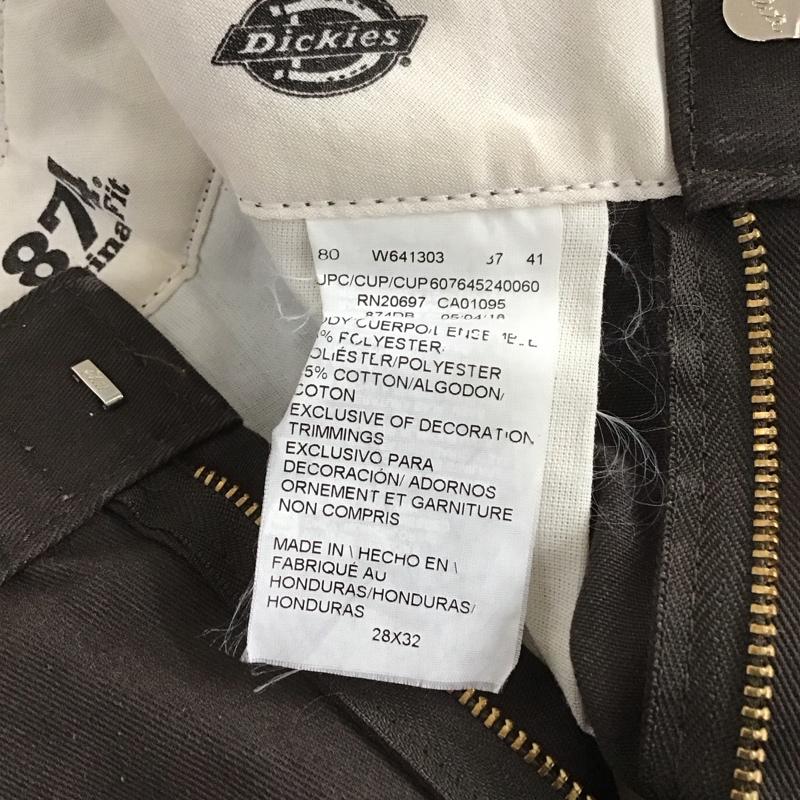 Dickies
874
Fit
80 W641303 37 41
UPC/CUP/CUP607645240060
RN20697 CA01095
% POLYESTER
POLIÉSTER/POLYESTER
5% COTTON/ALGODON/
COTON
EXCLUSIVE OF DECORATION
TRIMMINGS
EXCLUSIVO PARA
DECORACIÓN/ ADORNOS
ORNEMENT ET GARNITURE
NON COMPRIS
MADE IN \ HECHO EN \
FABRIQUÉ AU
HONDURAS/HONDURAS/
HONDURAS
28X32